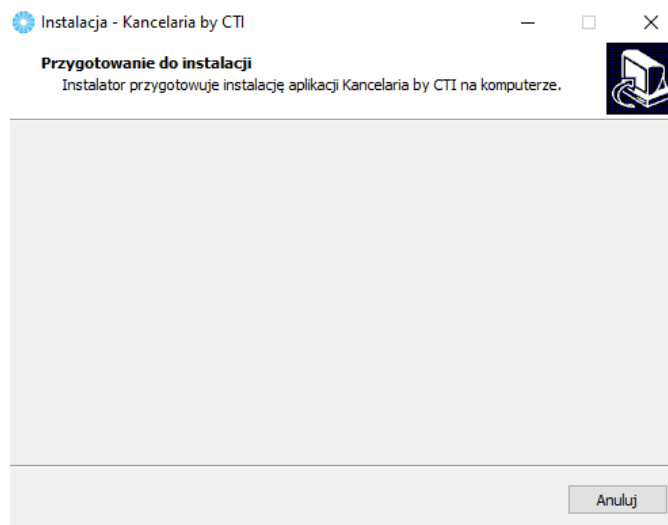 Instalacja - Kancelaria by CTI
Przygotowanie do instalacji
Instalator przygotowuje instalację aplikacji Kancelaria by CTI na komputerze.
Anuluj